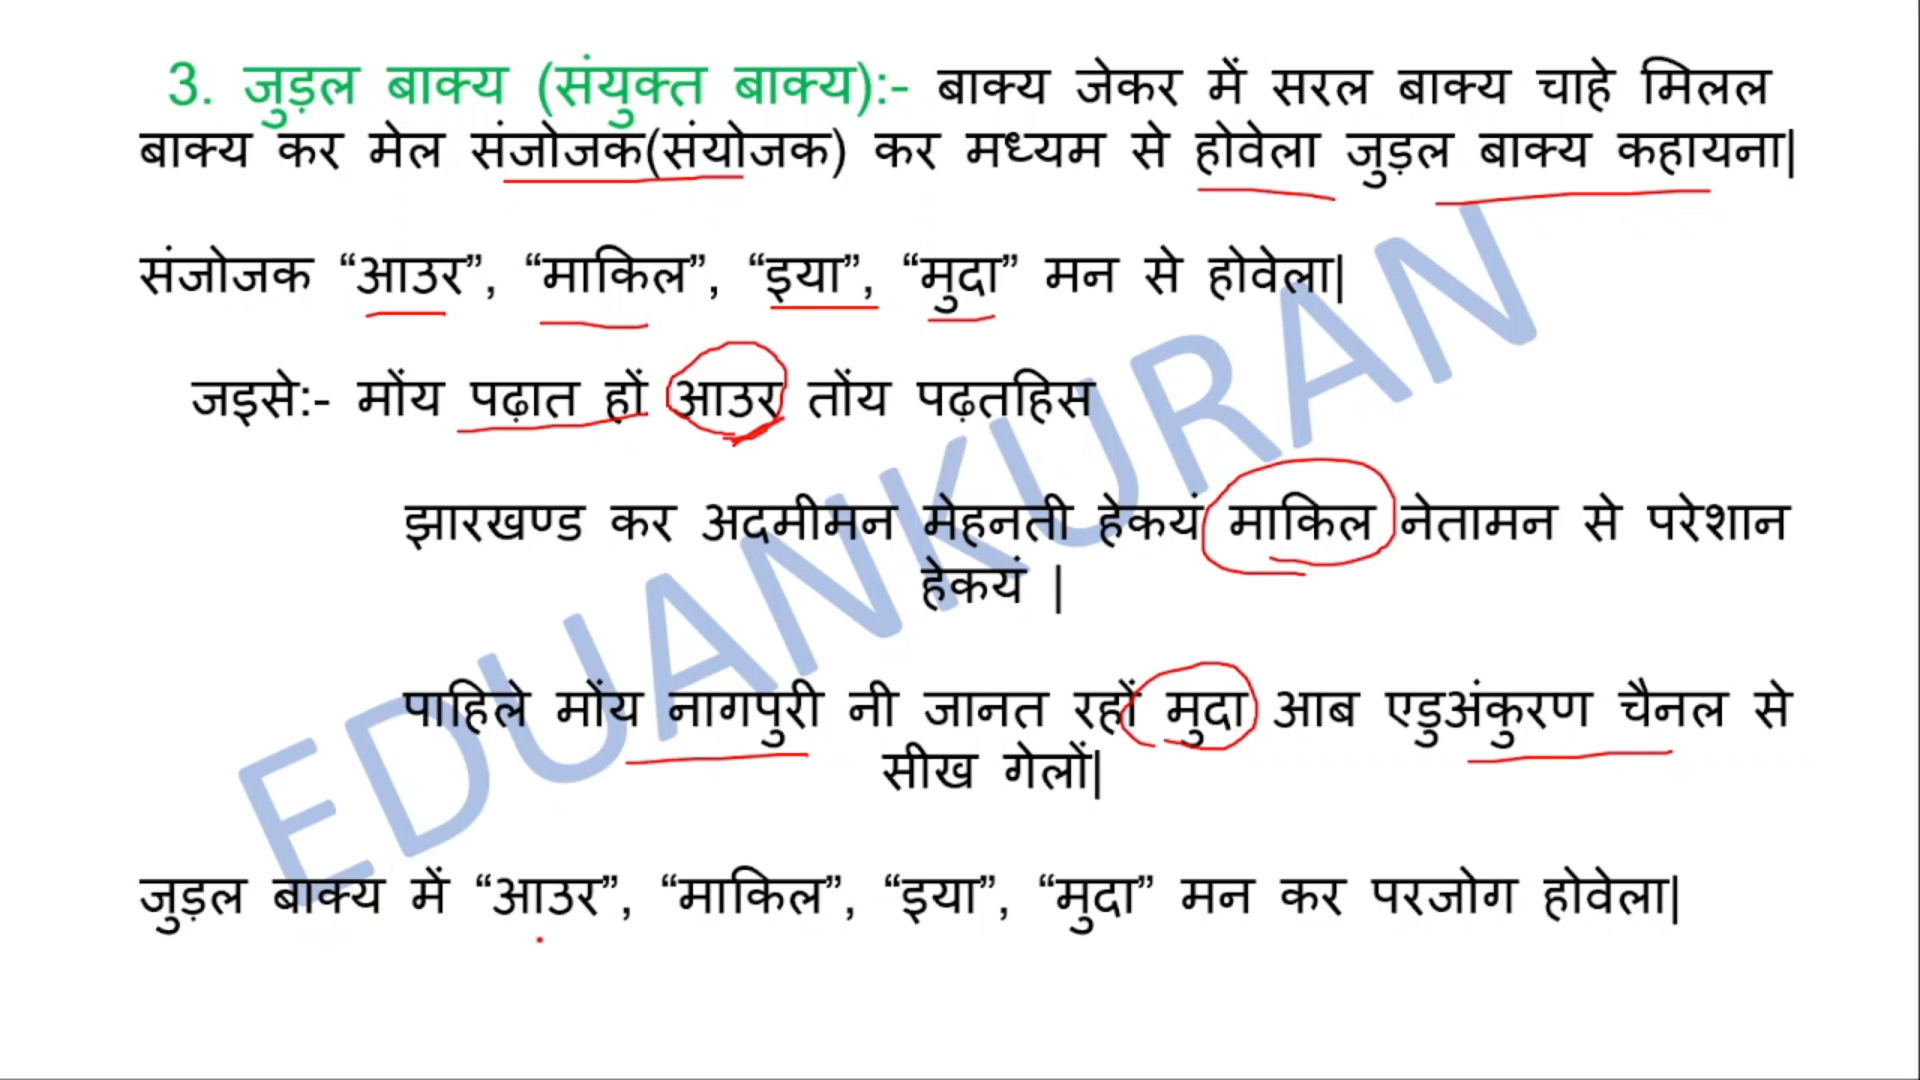 3. जुड़ल बाक्य (संयुक्त बाक्य):- बाक्य जेकर में सरल बाक्य चाहे मिलल
बाक्य कर मेल संजोजक(संयोजक) कर मध्यम से होवेला जुड़ल बाक्य कहायना|
संजोजक “आउर”, “माकिल”, “इया”, “मुदा” मन से होवेला|
जइसे:- मोंय पढ़ात हों आउर तोंय पढ़तहिस
झारखण्ड कर अदमीमन मेहनती हेकयं माकिल नेतामन से परेशान
हेकयं |
पाहिले मोंय नागपुरी नी जानत रहों मुदा आब एडुअंकुरण चैनल से
सीख गेलों|
जुड़ल बाक्य में “आउर”, “माकिल”, “इया”, “मुदा” मन कर परजोग होवेला|
EDUANKURAN